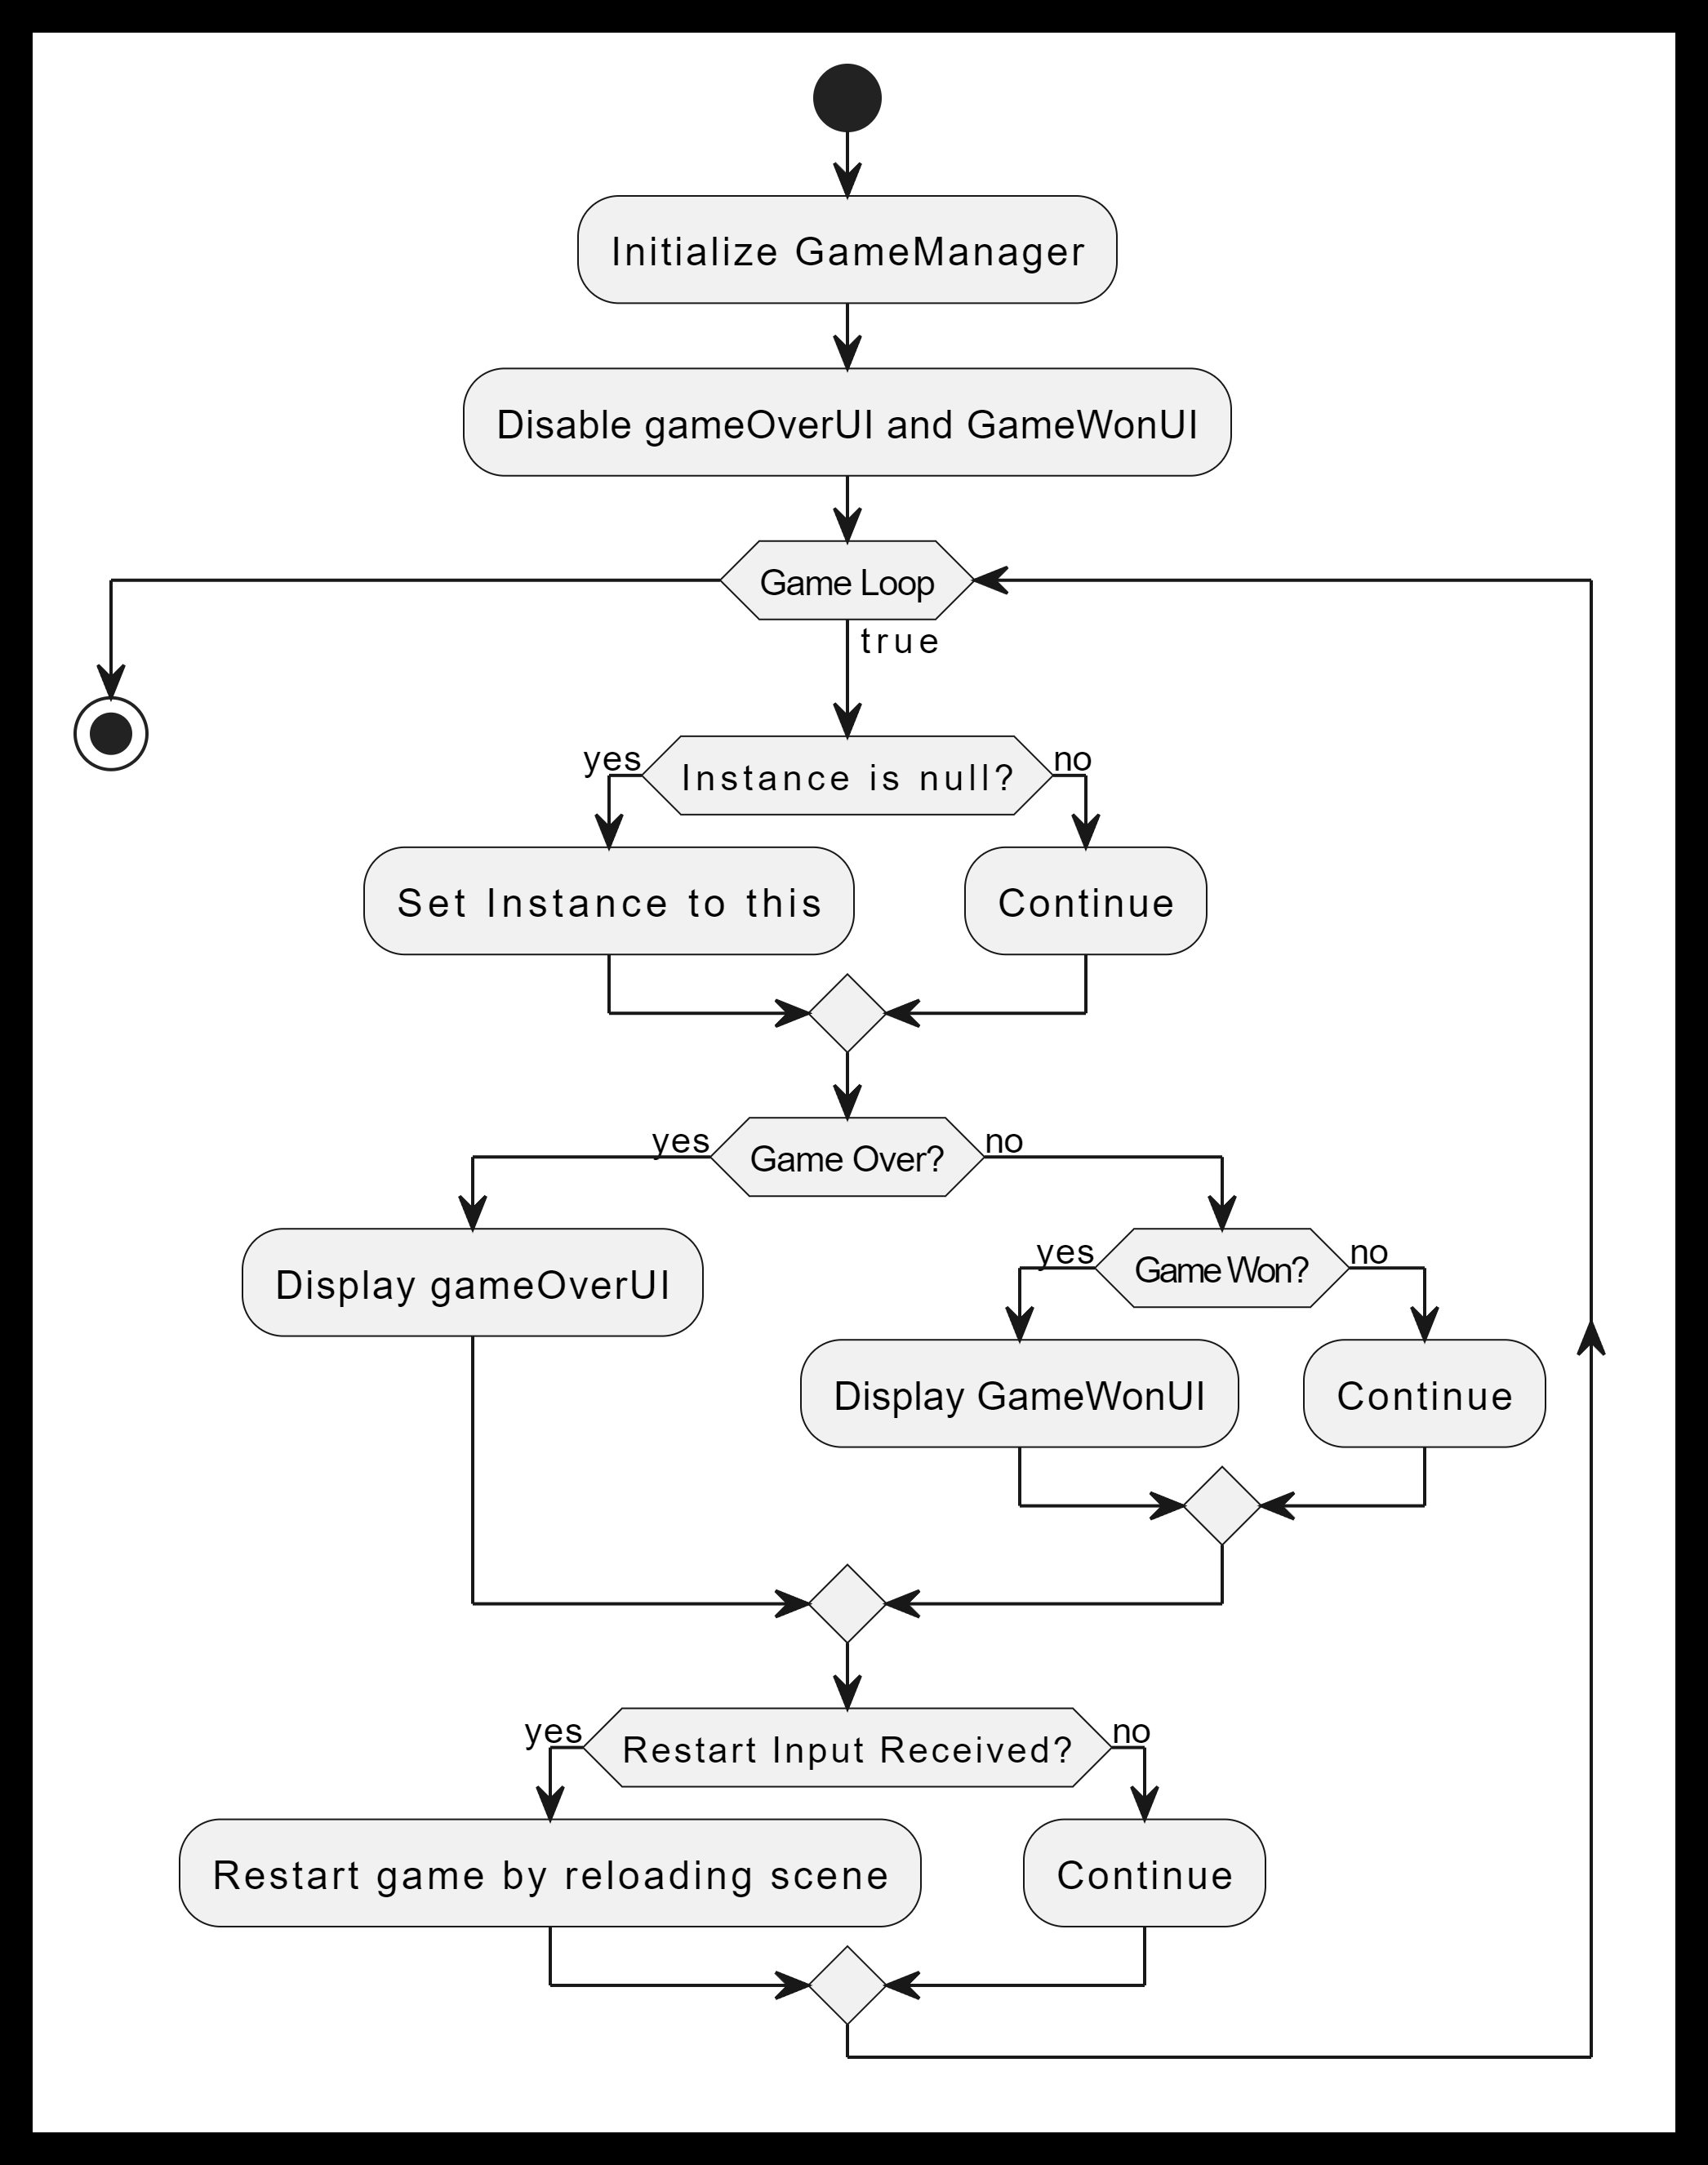 Initialize GameManager
Disable gameOverUI and GameWonUI
Game Loop
true
yes
Instance is null?
no
Set Instance to this
Continue
yes
Game Over?
no
Display gameOverUI
yes
Game Won?
no
Display GameWonUI
Continue
yes
Restart Input Received?
no
Restart game by reloading scene
Continue